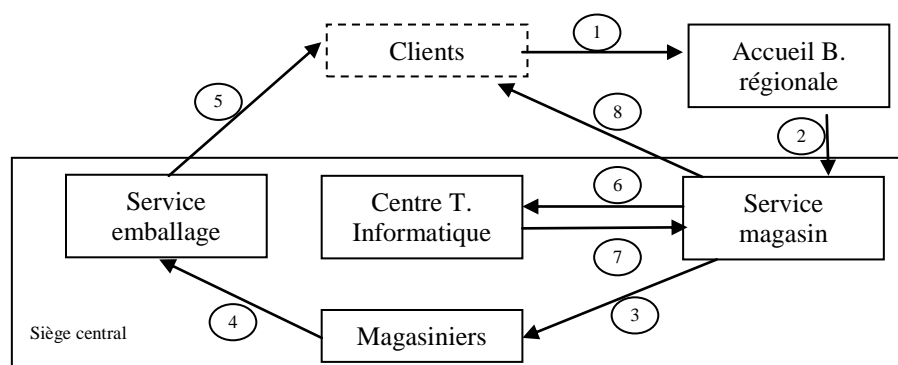 Clients
1
Accueil B.
régionale
5
8
2
Service
emballage
Centre T.
Informatique
6
7
Service
magasin
Siège central
4
Magasiniers
3